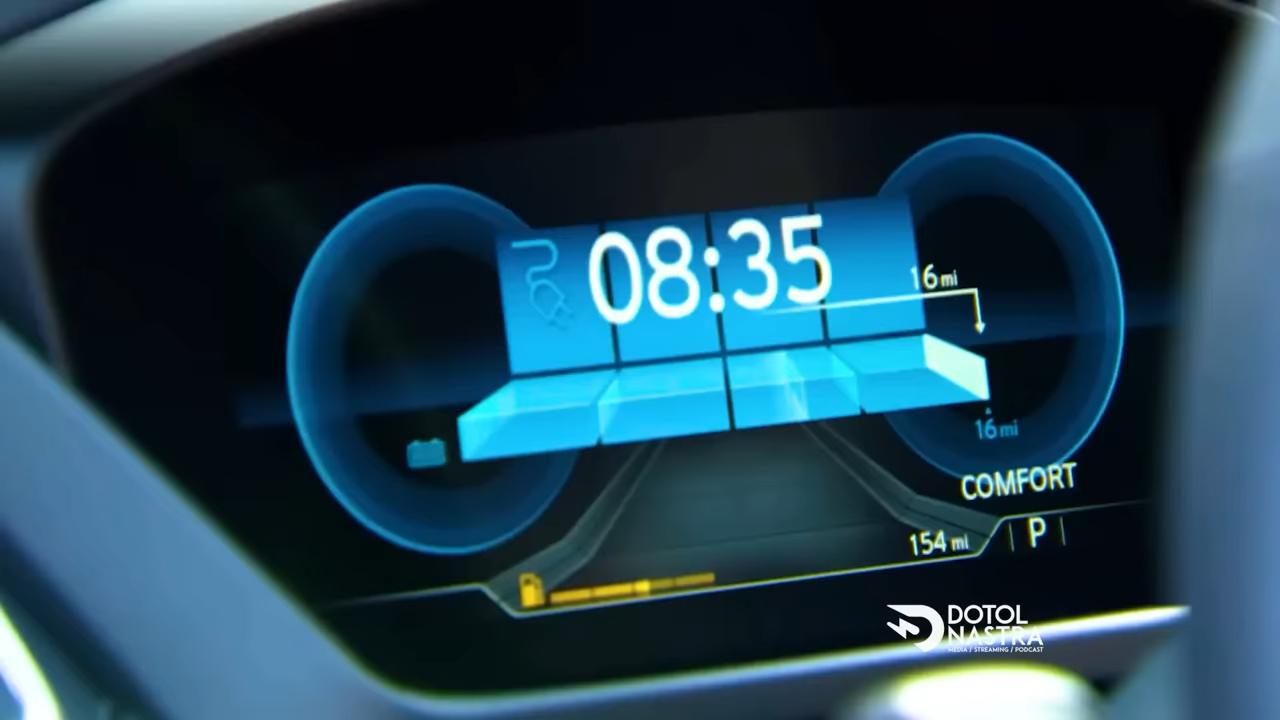 08:35
16 mi
16 mi
COMFORT
154 mi
P
DOTOL
NASTRA
MEDIA / STREAMING / PODCAST